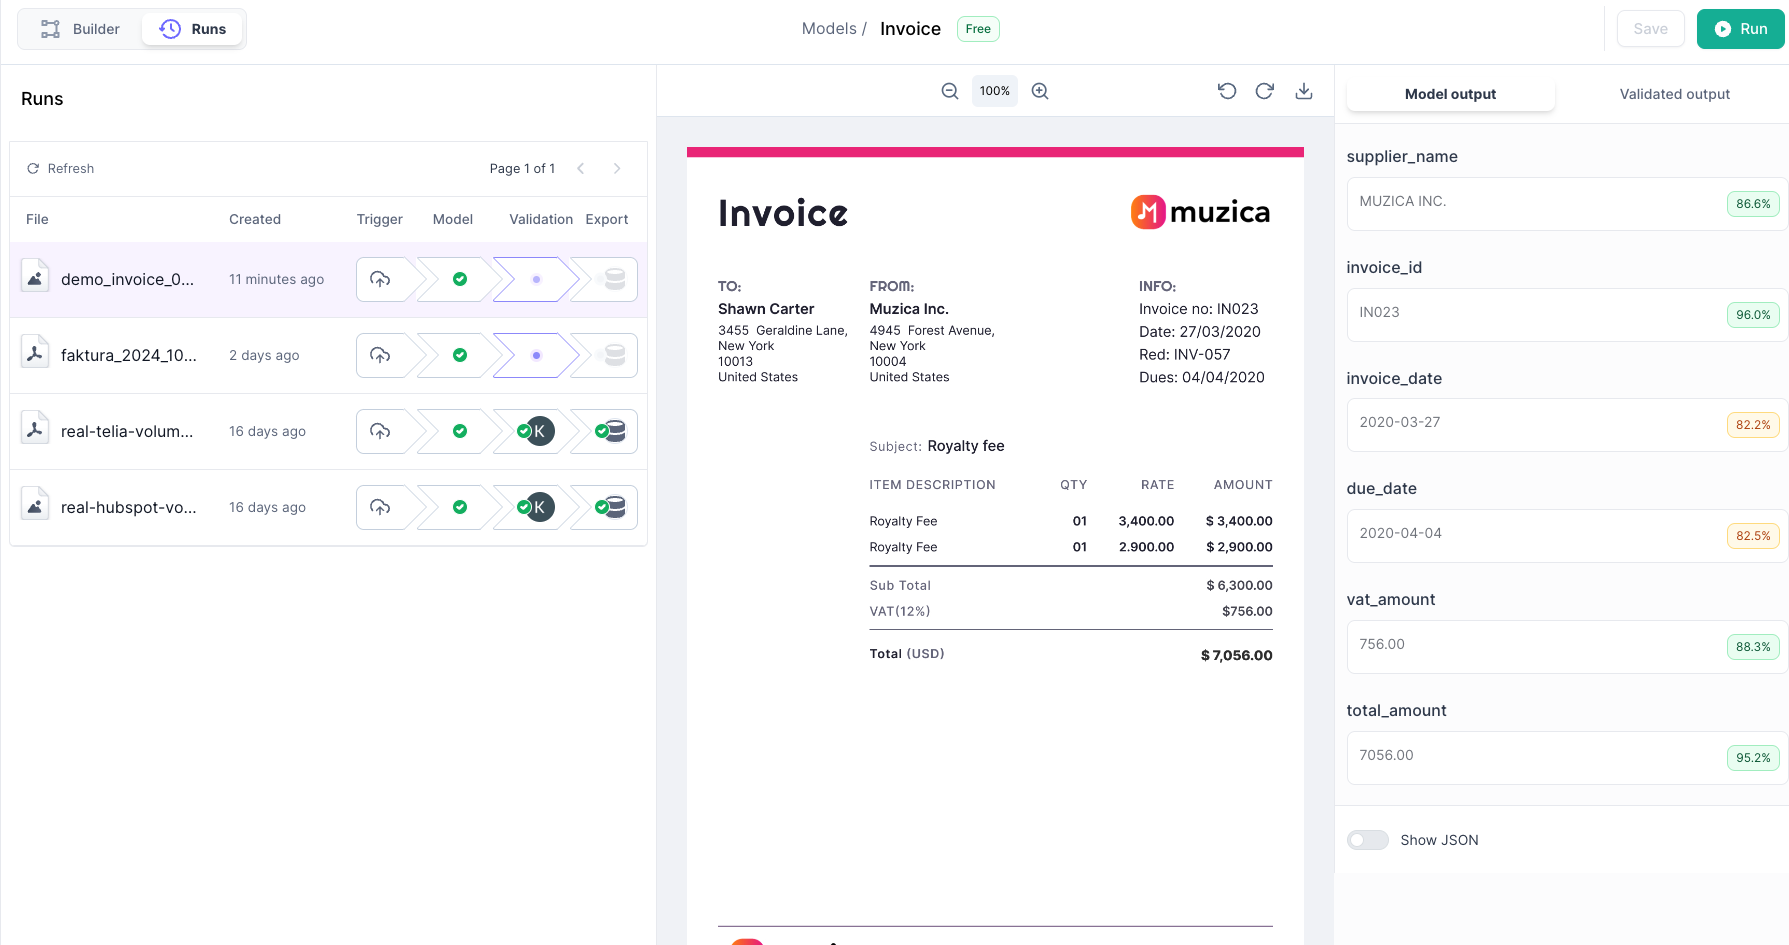 Builder
Runs
Models / Invoice Free
Save
Run
Runs
Refresh
Page 1 of 1
File Created Trigger Model Validation Export
demo_invoice_0... 11 minutes ago
faktura_2024_10... 2 days ago
real-telia-volum... 16 days ago K
real-hubspot-vo... 16 days ago K
100%
Invoice
muzica
TO:
Shawn Carter
3455 Geraldine Lane,
New York
10013
United States
FROM:
Muzica Inc.
4945 Forest Avenue,
New York
10004
United States
INFO:
Invoice no: IN023
Date: 27/03/2020
Red: INV-057
Dues: 04/04/2020
Subject: Royalty fee
ITEM DESCRIPTION QTY RATE AMOUNT
Royalty Fee 01 3,400.00 $ 3,400.00
Royalty Fee 01 2.900.00 $ 2,900.00
Sub Total $ 6,300.00
VAT(12%) $756.00
Total (USD) $ 7,056.00
Model output
Validated output
supplier_name
MUZICA INC. 86.6%
invoice_id
IN023 96.0%
invoice_date
2020-03-27 82.2%
due_date
2020-04-04 82.5%
vat_amount
756.00 88.3%
total_amount
7056.00 95.2%
Show JSON